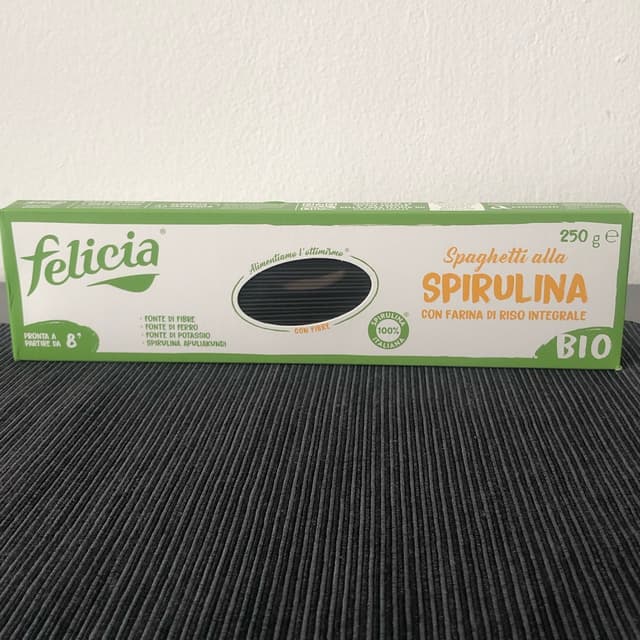 felicia®
Alimentiamo l'ottimismo®
250 g e
Spaghetti alla
SPIRULINA
CON FARINA DI RISO INTEGRALE
• FONTE DI FIBRE
• FONTE DI FERRO
• FONTE DI POTASSIO
• SPIRULINA APULIAKUNDI
PRONTA A
PARTIRE DA 8'
CON FIBRE
SPIRULINA
100%
ITALIANA
BIO